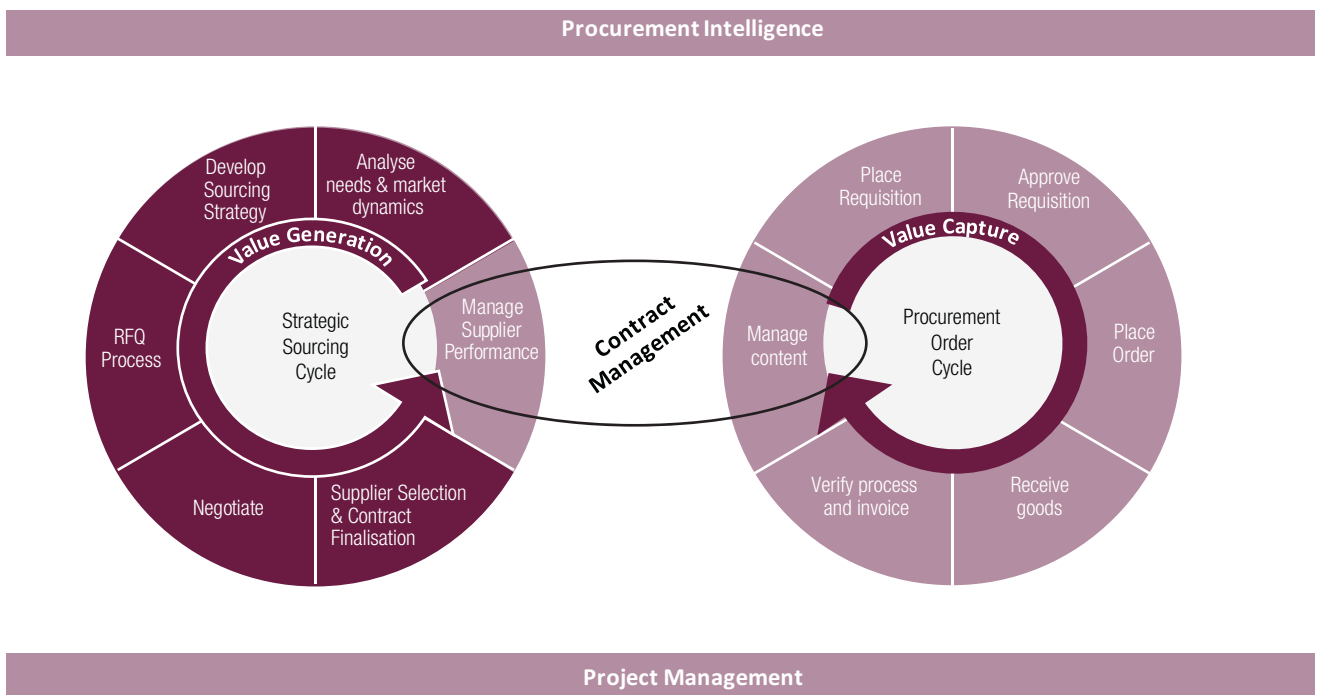 Procurement Intelligence
Develop
Sourcing
Strategy
Analyse
needs & market
dynamics
Value Generation
RFQ
Process
Strategic
Sourcing
Cycle
Manage
Supplier
Performance
Negotiate
Supplier Selection
& Contract
Finalisation
Contract
Management
Place
Requisition
Approve
Requisition
Value Capture
Manage
content
Procurement
Order
Cycle
Place
Order
Verify process
and invoice
Receive
goods
Project Management